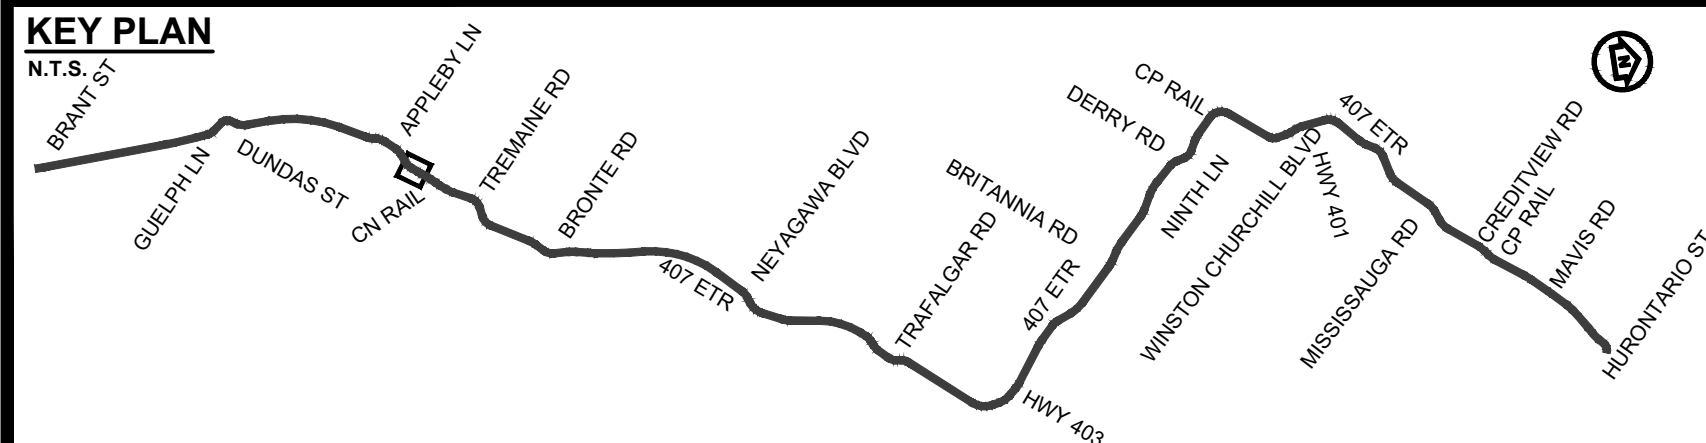 KEY PLAN
N.T.S.
BRANT ST
GUELPH LN
DUNDAS ST
APPLEBY LN
CN RAIL
TREMAINE RD
BRONTE RD
407 ETR
NEYAGAWA BLVD
TRAFALGAR RD
HWY 403
407 ETR
BRITANNIA RD
DERRY RD
CP RAIL
NINTH LN
WINSTON CHURCHILL BLVD
HWY 401
407 ETR
MISSISSAUGA RD
CREDITVIEW RD
CP RAIL
MAVIS RD
HURONTARIO ST
N